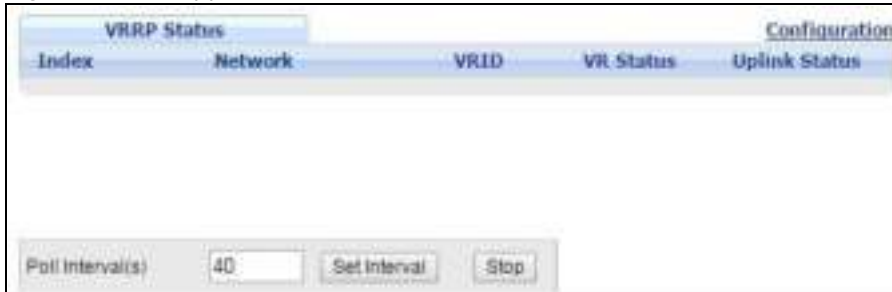 VRRP Status Configuration
Index Network VRID VR Status Uplink Status
Poll Interval(s) 40 Set Interval Stop